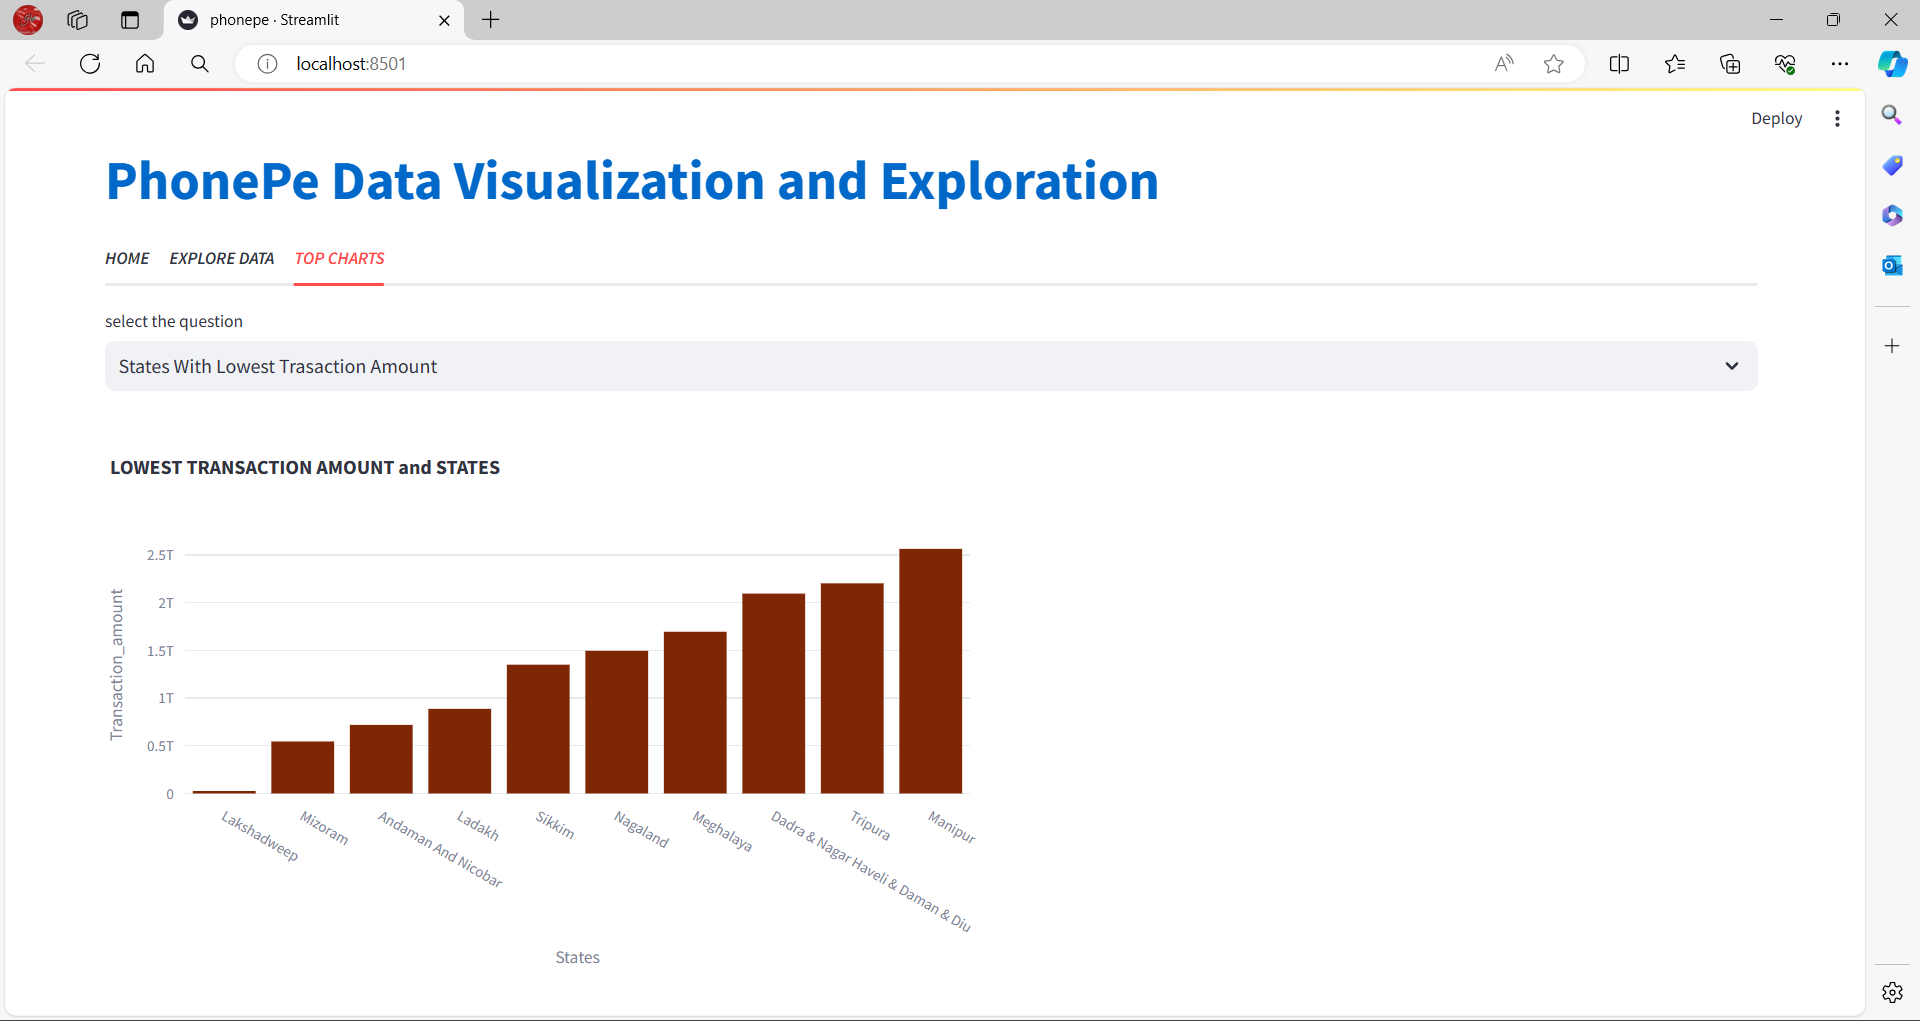 phonepe · Streamlit
localhost:8501
Deploy
PhonePe Data Visualization and Exploration
HOME EXPLORE DATA TOP CHARTS
select the question
States With Lowest Trasaction Amount
LOWEST TRANSACTION AMOUNT and STATES
Transaction_amount
2.5T
2T
1.5T
1T
0.5T
0
Lakshadweep
Mizoram
Andaman And Nicobar
Ladakh
Sikkim
Nagaland
Meghalaya
Dadra & Nagar Haveli & Daman & Diu
Tripura
Manipur
States